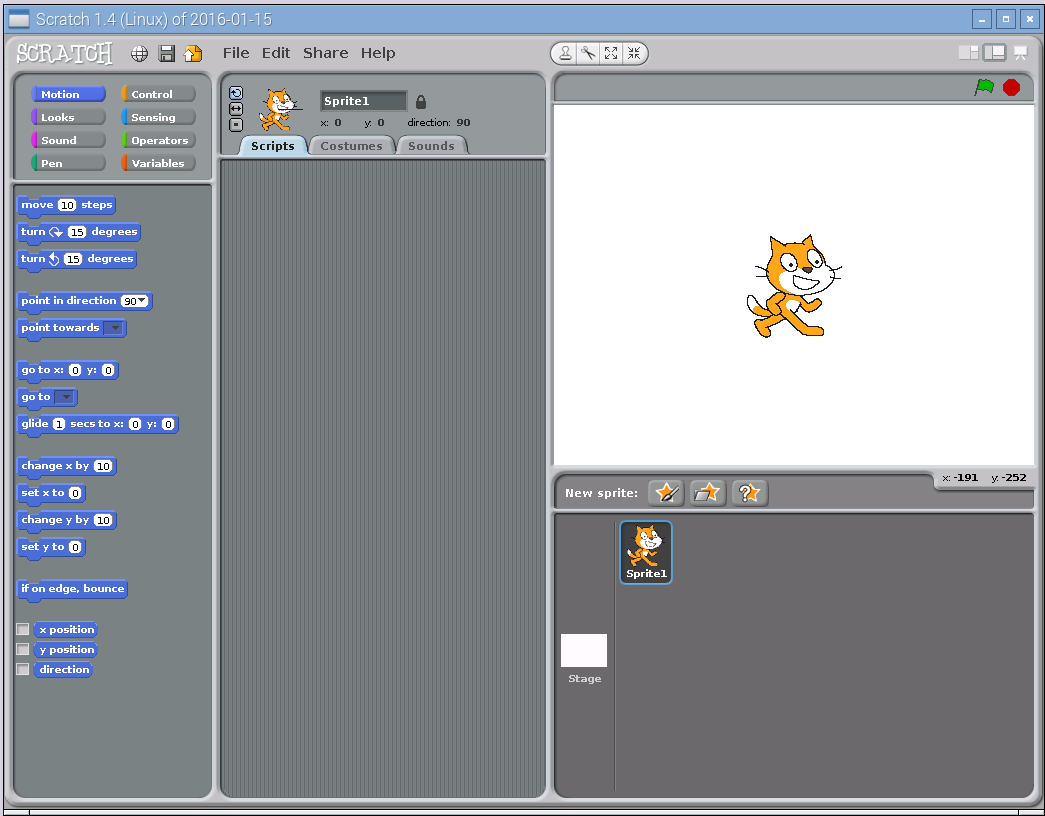 Scratch 1.4 (Linux) of 2016-01-15
SCRATCH File Edit Share Help
Motion Control
Looks Sensing
Sound Operators
Pen Variables
move 10 steps
turn 15 degrees
turn 15 degrees
point in direction 90
point towards
go to x: 0 y: 0
go to
glide 1 secs to x: 0 y: 0
change x by 10
set x to 0
change y by 10
set y to 0
if on edge, bounce
x position
y position
direction
Sprite1
x: 0 y: 0 direction: 90
Scripts Costumes Sounds
x: -191 y: -252
New sprite:
Sprite1
Stage